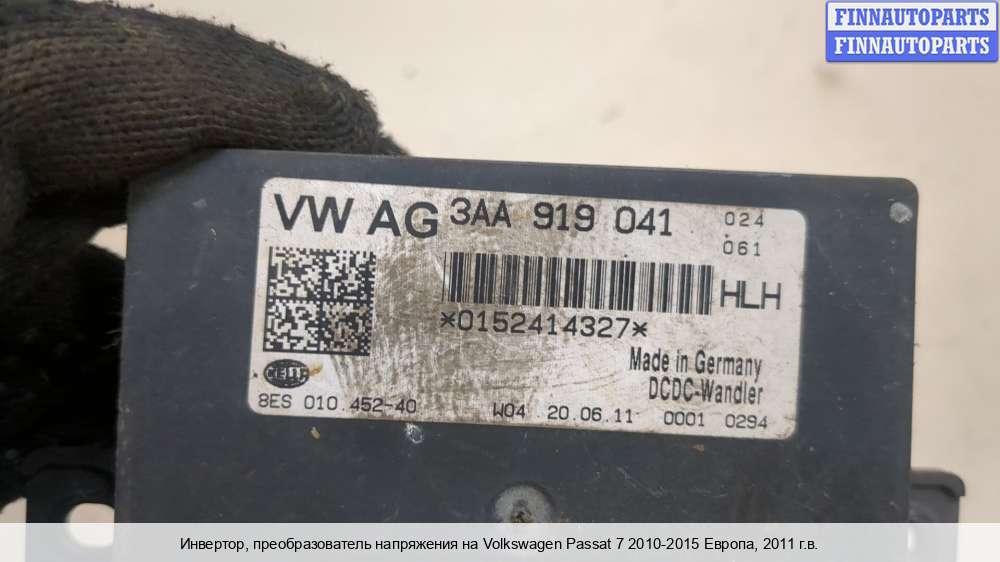 FINNAUTOPARTS
FINNAUTOPARTS
VW AG 3AA 919 041 024
061
HLH
*0152414327*
Made in Germany
DCDC-Wandler
HELLA
8ES 010 452-40 W04 20.06.11 0001 0294
Инвертор, преобразователь напряжения на Volkswagen Passat 7 2010-2015 Европа, 2011 г.в.